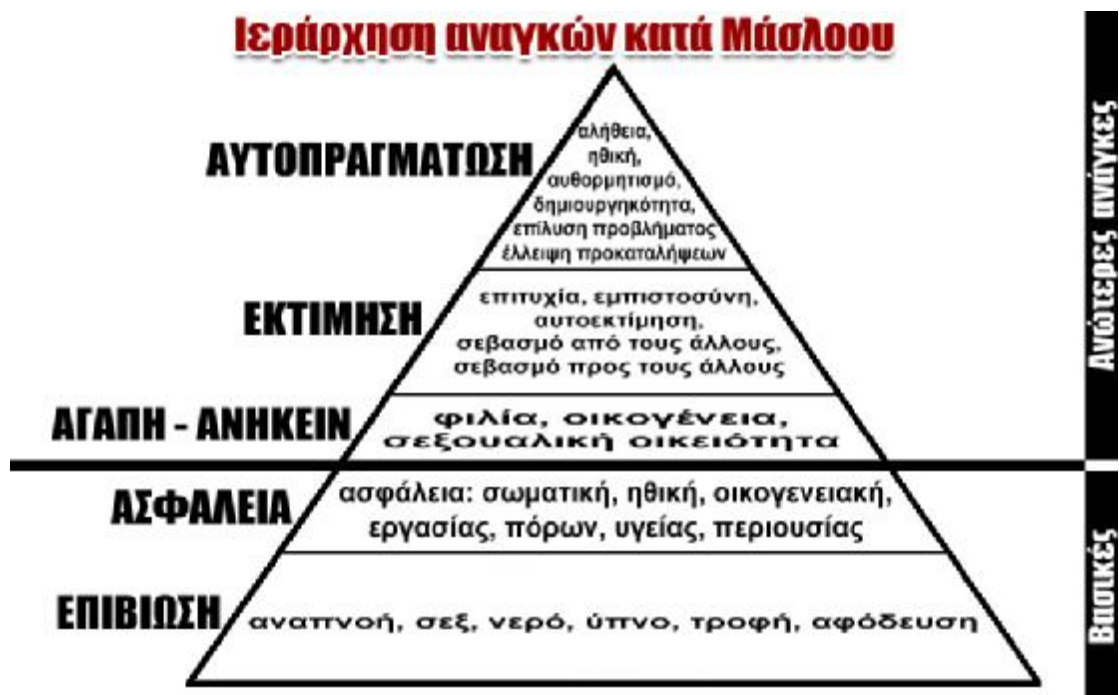 Ιεράρχηση αναγκών κατά Μάσλοου
ΑΥΤΟΠΡΑΓΜΑΤΩΣΗ
αλήθεια,
ηθική,
αυθορμητισμό,
δημιουργηκότητα,
επίλυση προβλήματος
έλλειψη προκαταλήψεων
ΕΚΤΙΜΗΣΗ
επιτυχία, εμπιστοσύνη,
αυτοεκτίμηση,
σεβασμό από τους άλλους,
σεβασμό προς τους άλλους
ΑΓΑΠΗ - ΑΝΗΚΕΙΝ
φιλία, οικογένεια,
σεξουαλική οικειότητα
Ανώτερες ανάγκες
ΑΣΦΑΛΕΙΑ
ασφάλεια: σωματική, ηθική, οικογενειακή,
εργασίας, πόρων, υγείας, περιουσίας
ΕΠΙΒΙΩΣΗ
αναπνοή, σεξ, νερό, ύπνο, τροφή, αφόδευση
Βασικές